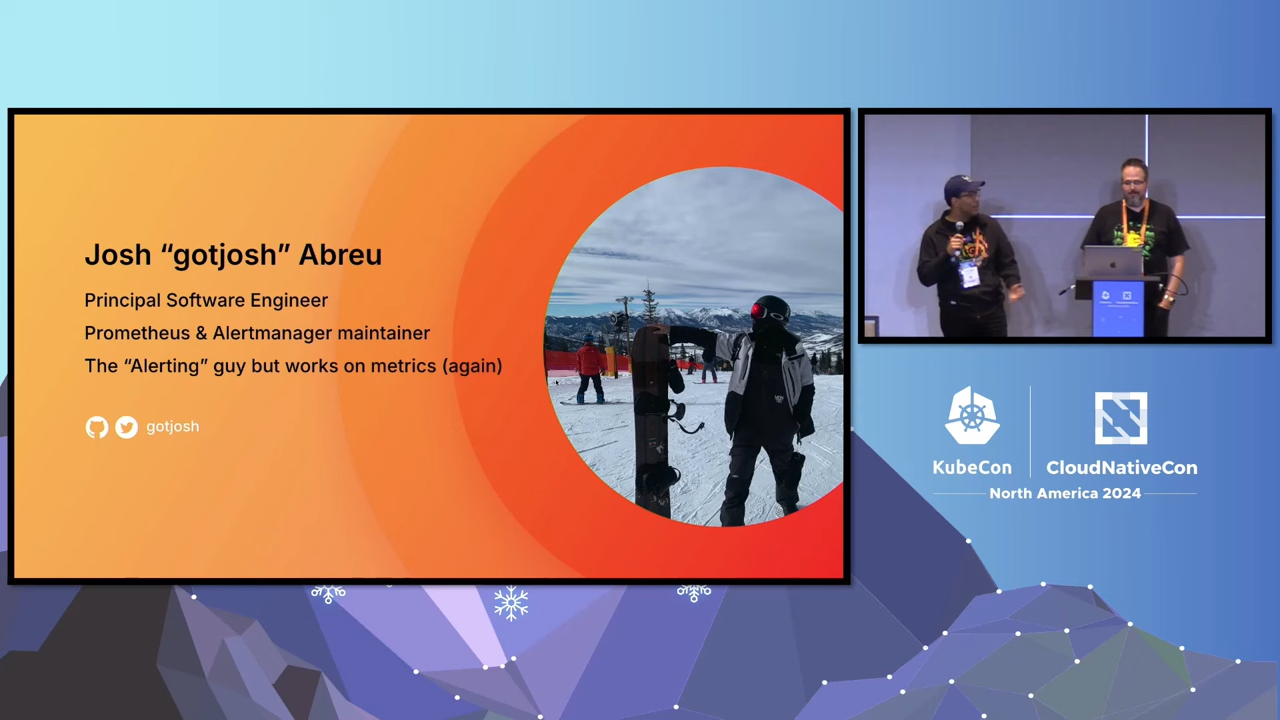 Josh “gotjosh” Abreu
Principal Software Engineer
Prometheus & Alertmanager maintainer
The “Alerting” guy but works on metrics (again)
gotjosh
KubeCon
CloudNativeCon
North America 2024